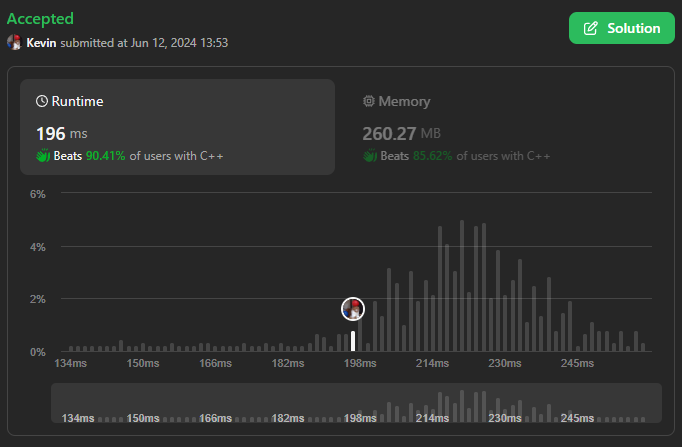 Accepted
Kevin submitted at Jun 12, 2024 13:53
Solution
Runtime
196 ms
Beats 90.41% of users with C++
Memory
260.27 MB
Beats 85.62% of users with C++
6%
4%
2%
0%
134ms 150ms 166ms 182ms 198ms 214ms 230ms 245ms
134ms 150ms 166ms 182ms 198ms 214ms 230ms 245ms